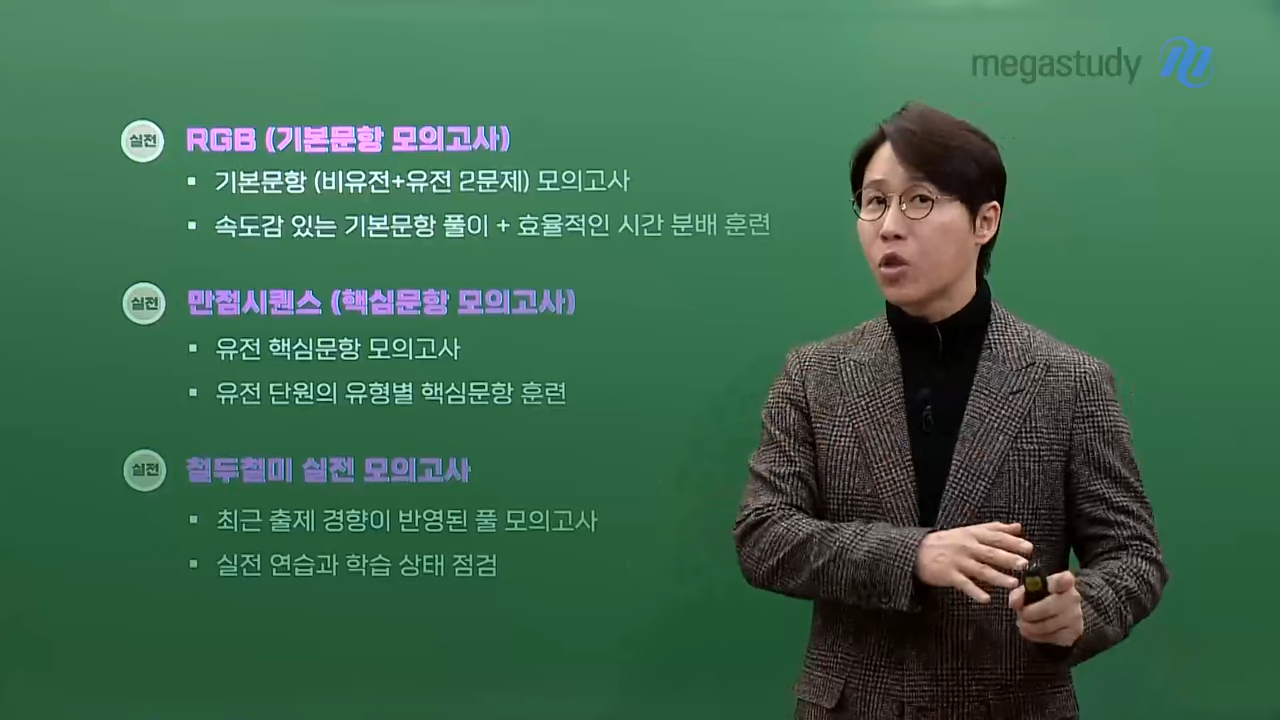 megastudy
실전 RGB (기본문항 모의고사)
▪ 기본문항 (비유전+유전 2문제) 모의고사
▪ 속도감 있는 기본문항 풀이 + 효율적인 시간 분배 훈련
실전 만점시퀀스 (핵심문항 모의고사)
▪ 유전 핵심문항 모의고사
▪ 유전 단원의 유형별 핵심문항 훈련
실전 철두철미 실전 모의고사
▪ 최근 출제 경향이 반영된 풀 모의고사
▪ 실전 연습과 학습 상태 점검